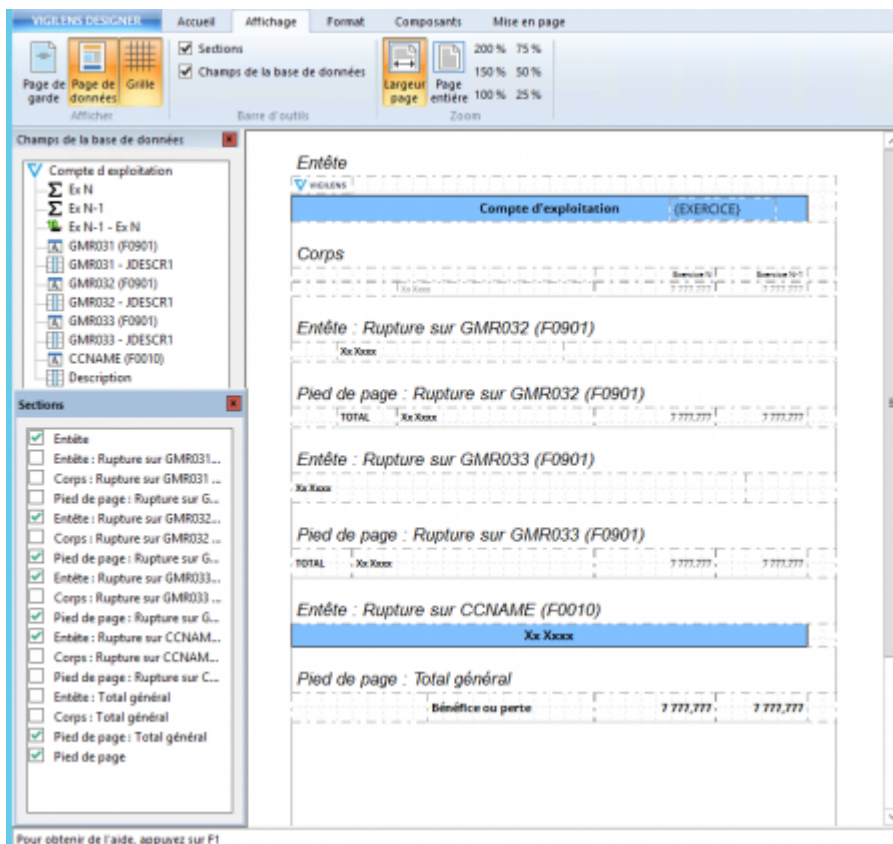 VIGILENS DESIGNER Accueil Affichage Format Composants Mise en page
Page de garde
Page de données
Grille
Afficher
Sections
Champs de la base de données
Barre d'outils
Largeur page
Page entière
200 % 75 %
150 % 50 %
100 % 25 %
Zoom
Champs de la base de données
Compte d exploitation
Ex N
Ex N-1
Ex N-1 - Ex N
GMR031 (F0901)
GMR031 - JDESCR1
GMR032 (F0901)
GMR032 - JDESCR1
GMR033 (F0901)
GMR033 - JDESCR1
CCNAME (F0010)
Description
Sections
Entête
Entête : Rupture sur GMR031...
Corps : Rupture sur GMR031 ...
Pied de page : Rupture sur G...
Entête : Rupture sur GMR032...
Corps : Rupture sur GMR032 ...
Pied de page : Rupture sur G...
Entête : Rupture sur GMR033...
Corps : Rupture sur GMR033 ...
Pied de page : Rupture sur G...
Entête : Rupture sur CCNAM...
Corps : Rupture sur CCNAM...
Pied de page : Rupture sur C...
Entête : Total général
Corps : Total général
Pied de page : Total général
Pied de page
Entête
VIGILENS
Compte d'exploitation {EXERCICE}
Corps
Exercice N Exercice N-1
Xx Xxxx 7 777,777 7 777,777
Entête : Rupture sur GMR032 (F0901)
Xx Xxxx
Pied de page : Rupture sur GMR032 (F0901)
TOTAL Xx Xxxx 7 777,777 7 777,777
Entête : Rupture sur GMR033 (F0901)
Xx Xxxx
Pied de page : Rupture sur GMR033 (F0901)
TOTAL Xx Xxxx 7 777,777 7 777,777
Entête : Rupture sur CCNAME (F0010)
Xx Xxxx
Pied de page : Total général
Bénéfice ou perte 7 777,777 7 777,777
Pour obtenir de l'aide, appuyez sur F1